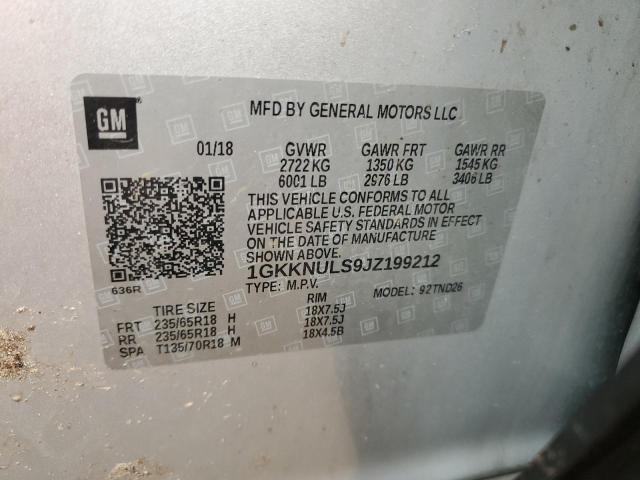 GM
MFD BY GENERAL MOTORS LLC
01/18 GVWR GAWR FRT GAWR RR
2722 KG 1350 KG 1545 KG
6001 LB 2976 LB 3406 LB
THIS VEHICLE CONFORMS TO ALL
APPLICABLE U.S. FEDERAL MOTOR
VEHICLE SAFETY STANDARDS IN EFFECT
ON THE DATE OF MANUFACTURE
SHOWN ABOVE.
1GKKNULS9JZ199212
636R
TYPE: M.P.V. MODEL: 92TND26
TIRE SIZE RIM
FRT 235/65R18 H 18X7.5J
RR 235/65R18 H 18X7.5J
SPA T135/70R18 M 18X4.5B